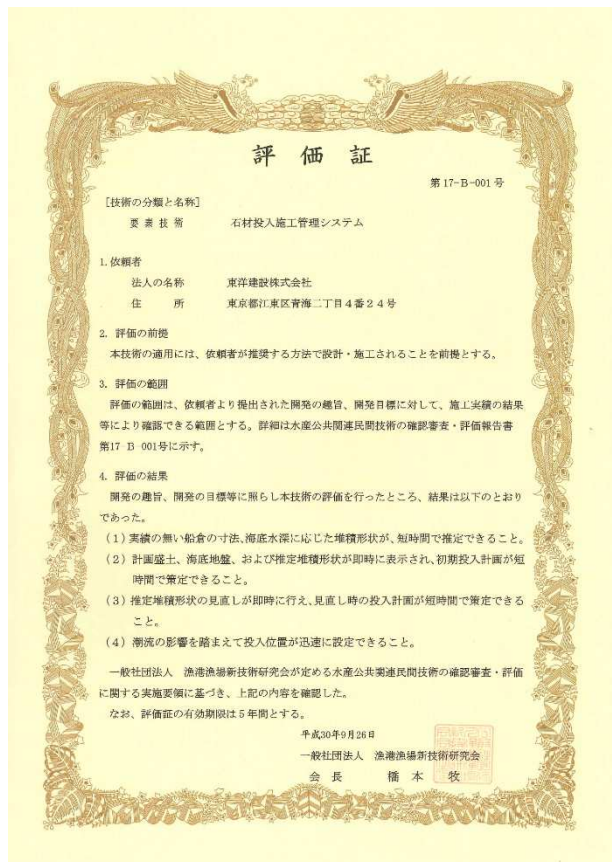 評価証
第17-B-001号
[技術の分類と名称]
要素技術　石材投入施工管理システム
1.依頼者
法人の名称　東洋建設株式会社
住　所　東京都江東区青海二丁目4番24号
2. 評価の前提
本技術の適用には、依頼者が推奨する方法で設計・施工されることを前提とする。
3. 評価の範囲
評価の範囲は、依頼者より提出された開発の趣旨、開発目標に対して、施工実績の結果
等により確認できる範囲とする。詳細は水産公共関連民間技術の確認審査・評価報告書
第17-B-001号に示す。
4. 評価の結果
開発の趣旨、開発の目標等に照らし本技術の評価を行ったところ、結果は以下のとおり
であった。
(1)実績の無い船倉の寸法、海底水深に応じた堆積形状が、短時間で推定できること。
(2)計画盛土、海底地盤、および推定堆積形状が即時に表示され、初期投入計画が短
時間で策定できること。
(3)推定堆積形状の見直しが即時に行え、見直し時の投入計画が短時間で策定できる
こと。
(4)潮流の影響を踏まえて投入位置が迅速に設定できること。
一般社団法人　漁港漁場新技術研究会が定める水産公共関連民間技術の確認審査・評価
に関する実施要領に基づき、上記の内容を確認した。
なお、評価証の有効期限は5年間とする。
平成30年9月26日
一般社団法人　漁港漁場新技術研究会
会　長　橋　本　牧